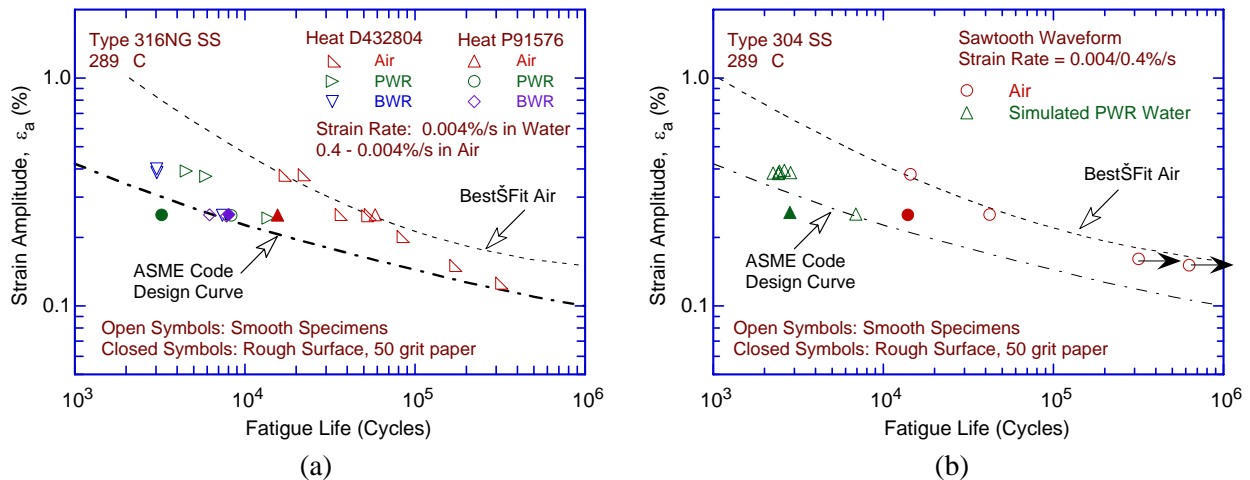 (a)
Type 316NG SS
289 C
Heat D432804 Heat P91576
Air Air
PWR PWR
BWR BWR
Strain Rate: 0.004%/s in Water
0.4 - 0.004%/s in Air
BestŠFit Air
ASME Code
Design Curve
Open Symbols: Smooth Specimens
Closed Symbols: Rough Surface, 50 grit paper
Strain Amplitude, εa (%)
1.0
0.1
10³ 10⁴ 10⁵ 10⁶
Fatigue Life (Cycles)
(a)
(b)
Type 304 SS
289 C
Sawtooth Waveform
Strain Rate = 0.004/0.4%/s
Air
Simulated PWR Water
BestŠFit Air
ASME Code
Design Curve
Open Symbols: Smooth Specimens
Closed Symbols: Rough Surface, 50 grit paper
Strain Amplitude, εa (%)
1.0
0.1
10³ 10⁴ 10⁵ 10⁶
Fatigue Life (Cycles)
(b)